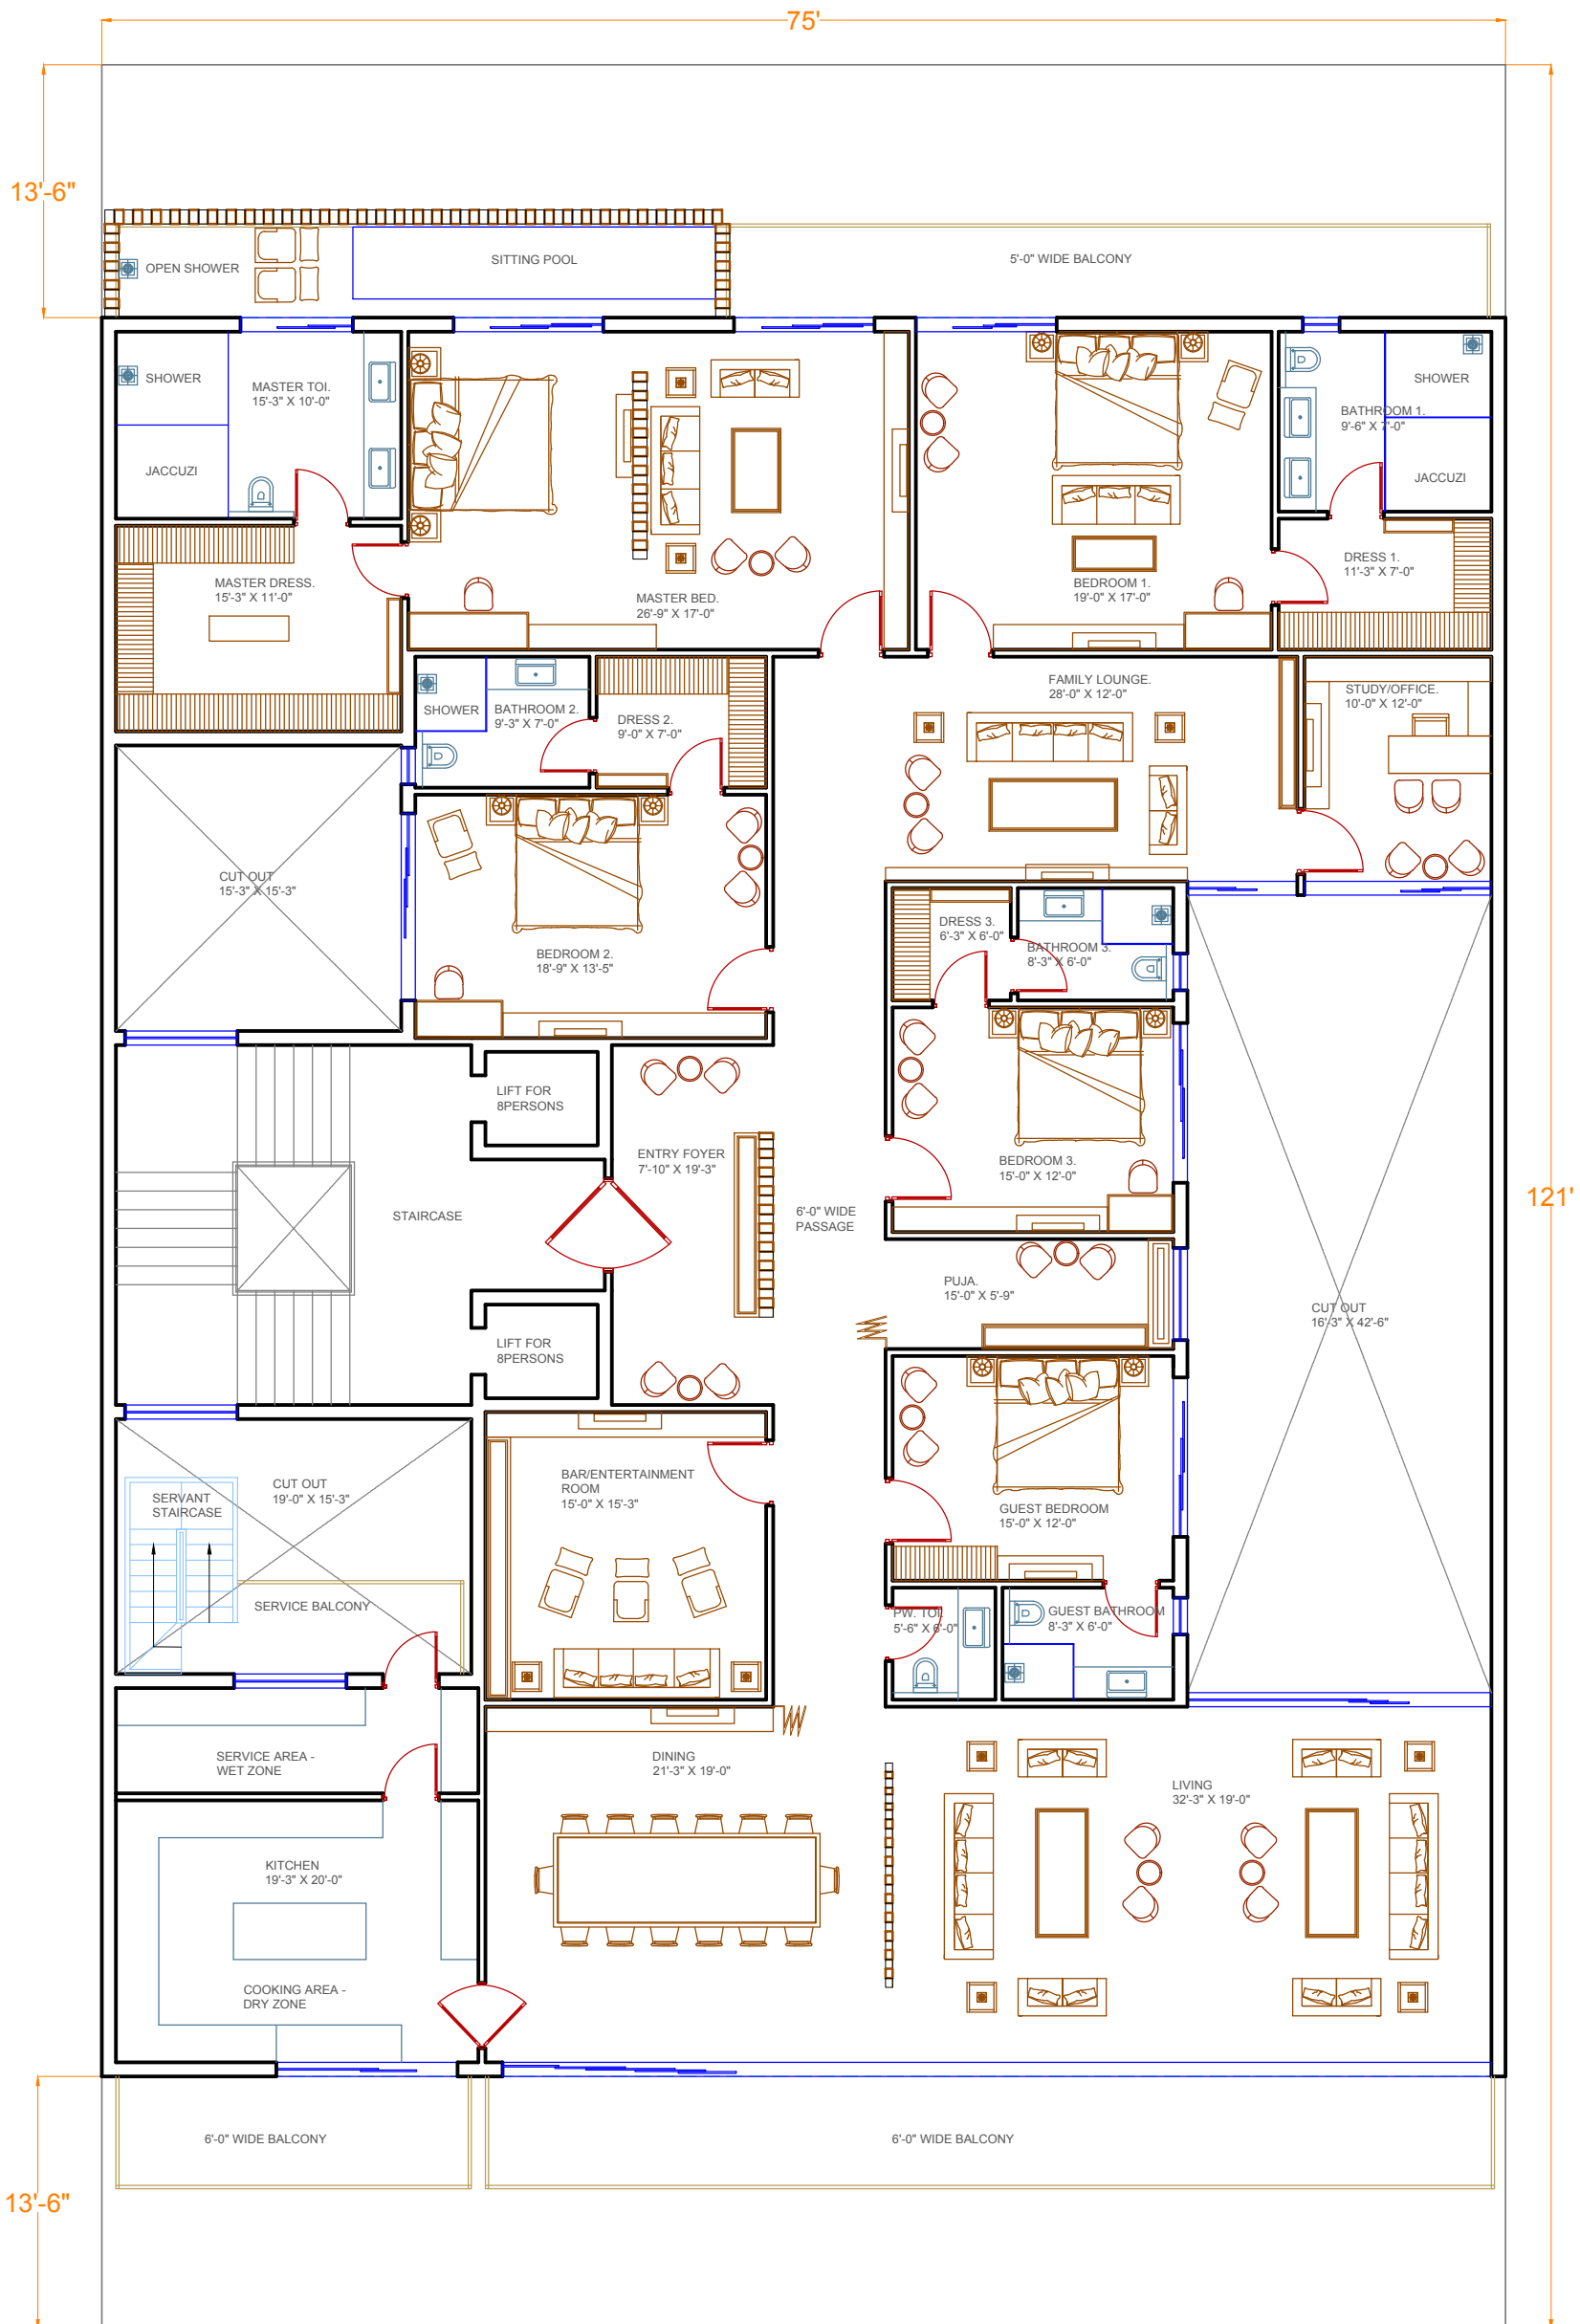 75'
13'-6"
OPEN SHOWER
SITTING POOL
5'-0" WIDE BALCONY
SHOWER
MASTER TOI.
15'-3" X 10'-0"
JACCUZI
SHOWER
BATHROOM 1.
9'-6" X 7'-0"
JACCUZI
MASTER DRESS.
15'-3" X 11'-0"
MASTER BED.
26'-9" X 17'-0"
BEDROOM 1.
19'-0" X 17'-0"
DRESS 1.
11'-3" X 7'-0"
SHOWER
BATHROOM 2.
9'-3" X 7'-0"
DRESS 2.
9'-0" X 7'-0"
FAMILY LOUNGE.
28'-0" X 12'-0"
STUDY/OFFICE.
10'-0" X 12'-0"
CUT OUT
15'-3" X 15'-3"
BEDROOM 2.
18'-9" X 13'-5"
DRESS 3.
6'-3" X 6'-0"
BATHROOM 3.
8'-3" X 6'-0"
LIFT FOR
8PERSONS
ENTRY FOYER
7'-10" X 19'-3"
BEDROOM 3.
15'-0" X 12'-0"
STAIRCASE
6'-0" WIDE
PASSAGE
121'
PUJA.
15'-0" X 5'-9"
CUT OUT
16'-3" X 42'-6"
LIFT FOR
8PERSONS
CUT OUT
19'-0" X 15'-3"
SERVANT
STAIRCASE
BAR/ENTERTAINMENT
ROOM
15'-0" X 15'-3"
GUEST BEDROOM
15'-0" X 12'-0"
SERVICE BALCONY
PW. TOI.
5'-6" X 6'-0"
GUEST BATHROOM
8'-3" X 6'-0"
SERVICE AREA -
WET ZONE
DINING
21'-3" X 19'-0"
LIVING
32'-3" X 19'-0"
KITCHEN
19'-3" X 20'-0"
COOKING AREA -
DRY ZONE
6'-0" WIDE BALCONY
6'-0" WIDE BALCONY
13'-6"